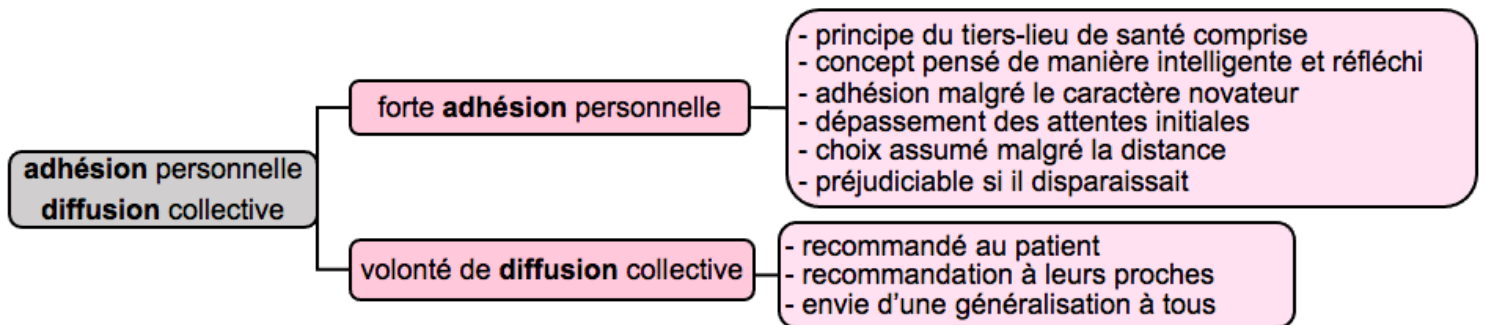 adhésion personnelle
diffusion collective
forte adhésion personnelle
- principe du tiers-lieu de santé comprise
- concept pensé de manière intelligente et réfléchi
- adhésion malgré le caractère novateur
- dépassement des attentes initiales
- choix assumé malgré la distance
- préjudiciable si il disparaissait
volonté de diffusion collective
- recommandé au patient
- recommandation à leurs proches
- envie d'une généralisation à tous